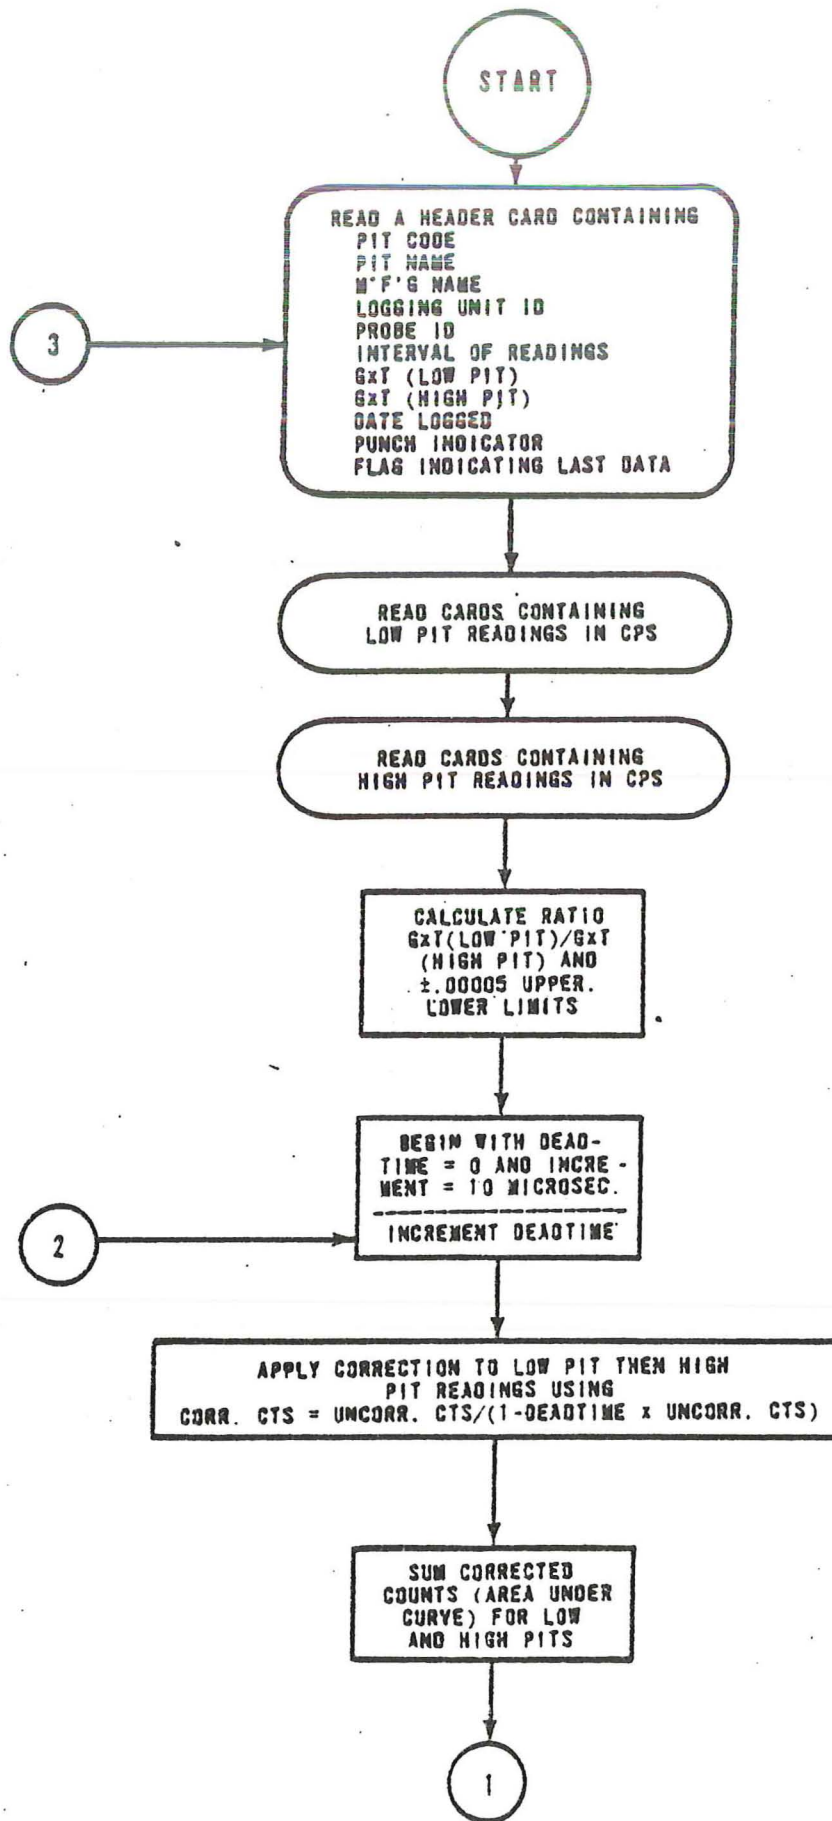 START
READ A HEADER CARD CONTAINING
PIT CODE
PIT NAME
M'F'G NAME
LOGGING UNIT ID
PROBE ID
INTERVAL OF READINGS
GxT (LOW PIT)
GxT (HIGH PIT)
DATE LOGGED
PUNCH INDICATOR
FLAG INDICATING LAST DATA
3
READ CARDS CONTAINING
LOW PIT READINGS IN CPS
READ CARDS CONTAINING
HIGH PIT READINGS IN CPS
CALCULATE RATIO
GxT(LOW PIT)/GxT
(HIGH PIT) AND
±.00005 UPPER.
LOWER LIMITS
BEGIN WITH DEAD-
TIME = 0 AND INCRE-
MENT = 10 MICROSEC.
INCREMENT DEADTIME
2
APPLY CORRECTION TO LOW PIT THEN HIGH
PIT READINGS USING
CORR. CTS = UNCORR. CTS/(1-DEADTIME x UNCORR. CTS)
SUM CORRECTED
COUNTS (AREA UNDER
CURVE) FOR LOW
AND HIGH PITS
1